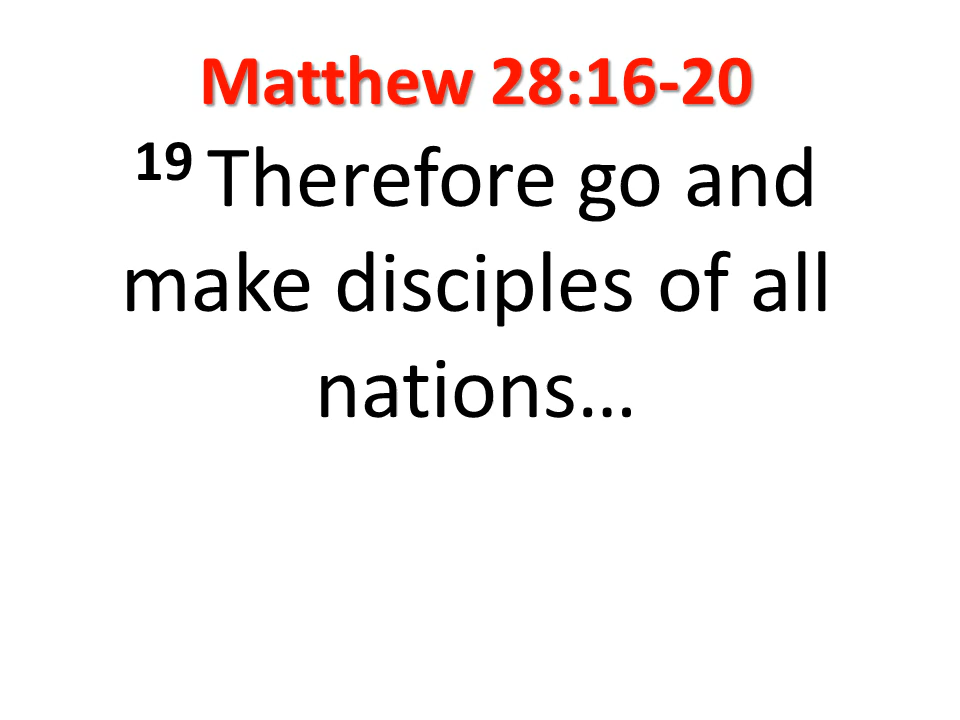 Matthew 28:16-20
19 Therefore go and
make disciples of all
nations…